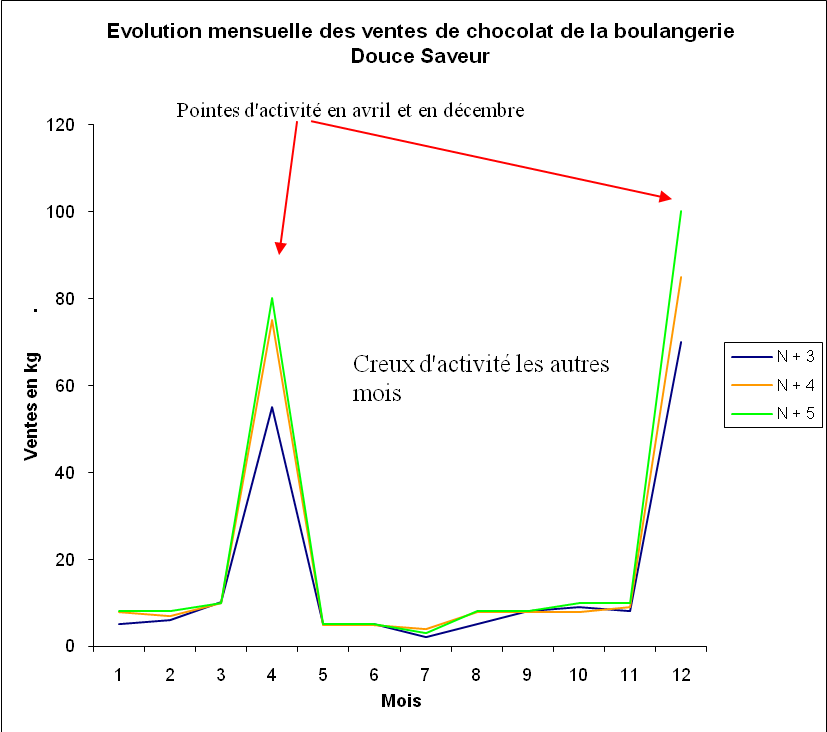 Evolution mensuelle des ventes de chocolat de la boulangerie
Douce Saveur
Pointes d'activité en avril et en décembre
120
100
80
60
40
20
0
Ventes en kg .
Creux d'activité les autres
mois
N + 3
N + 4
N + 5
1 2 3 4 5 6 7 8 9 10 11 12
Mois